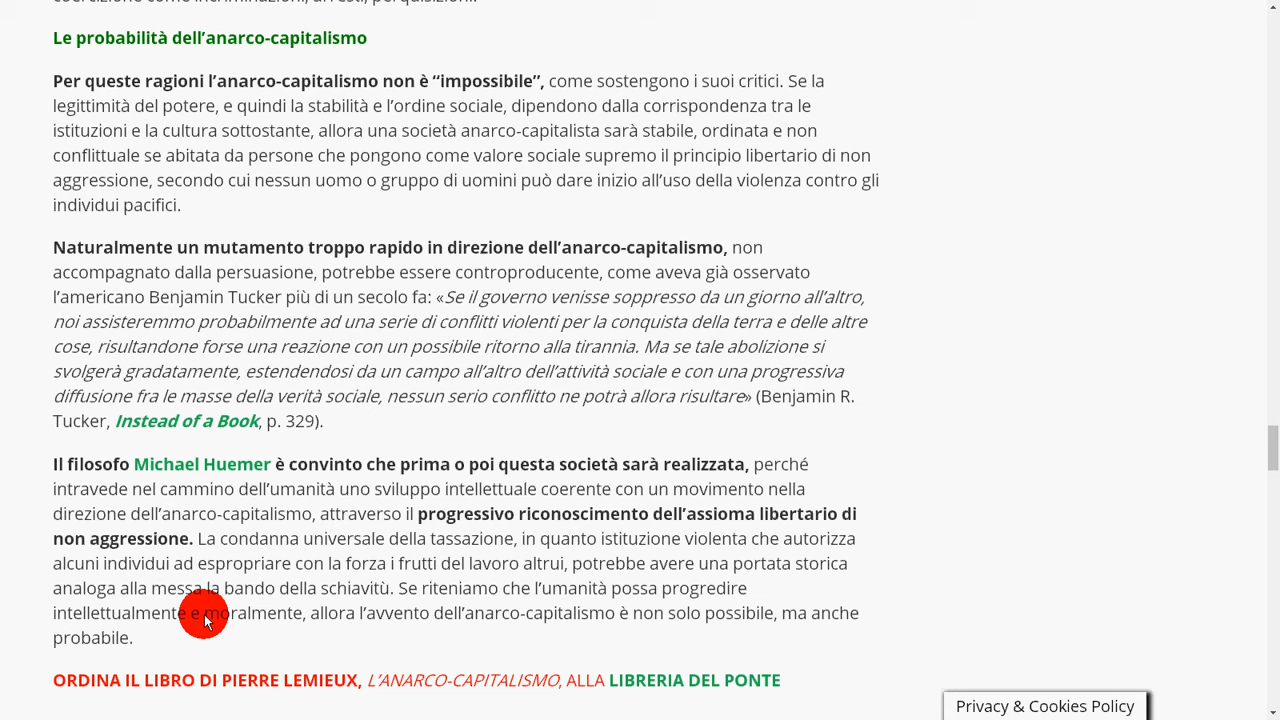 coercizione come incriminazioni, arresti, perquisizioni.
Le probabilità dell’anarco-capitalismo
Per queste ragioni l’anarco-capitalismo non è “impossibile”, come sostengono i suoi critici. Se la
legittimità del potere, e quindi la stabilità e l’ordine sociale, dipendono dalla corrispondenza tra le
istituzioni e la cultura sottostante, allora una società anarco-capitalista sarà stabile, ordinata e non
conflittuale se abitata da persone che pongono come valore sociale supremo il principio libertario di non
aggressione, secondo cui nessun uomo o gruppo di uomini può dare inizio all’uso della violenza contro gli
individui pacifici.
Naturalmente un mutamento troppo rapido in direzione dell’anarco-capitalismo, non
accompagnato dalla persuasione, potrebbe essere controproducente, come aveva già osservato
l’americano Benjamin Tucker più di un secolo fa: «Se il governo venisse soppresso da un giorno all’altro,
noi assisteremmo probabilmente ad una serie di conflitti violenti per la conquista della terra e delle altre
cose, risultandone forse una reazione con un possibile ritorno alla tirannia. Ma se tale abolizione si
svolgerà gradatamente, estendendosi da un campo all’altro dell’attività sociale e con una progressiva
diffusione fra le masse della verità sociale, nessun serio conflitto ne potrà allora risultare» (Benjamin R.
Tucker, Instead of a Book, p. 329).
Il filosofo Michael Huemer è convinto che prima o poi questa società sarà realizzata, perché
intravede nel cammino dell’umanità uno sviluppo intellettuale coerente con un movimento nella
direzione dell’anarco-capitalismo, attraverso il progressivo riconoscimento dell’assioma libertario di
non aggressione. La condanna universale della tassazione, in quanto istituzione violenta che autorizza
alcuni individui ad espropriare con la forza i frutti del lavoro altrui, potrebbe avere una portata storica
analoga alla messa la bando della schiavitù. Se riteniamo che l’umanità possa progredire
intellettualmente e moralmente, allora l’avvento dell’anarco-capitalismo è non solo possibile, ma anche
probabile.
ORDINA IL LIBRO DI PIERRE LEMIEUX, L’ANARCO-CAPITALISMO, ALLA LIBRERIA DEL PONTE
Privacy & Cookies Policy